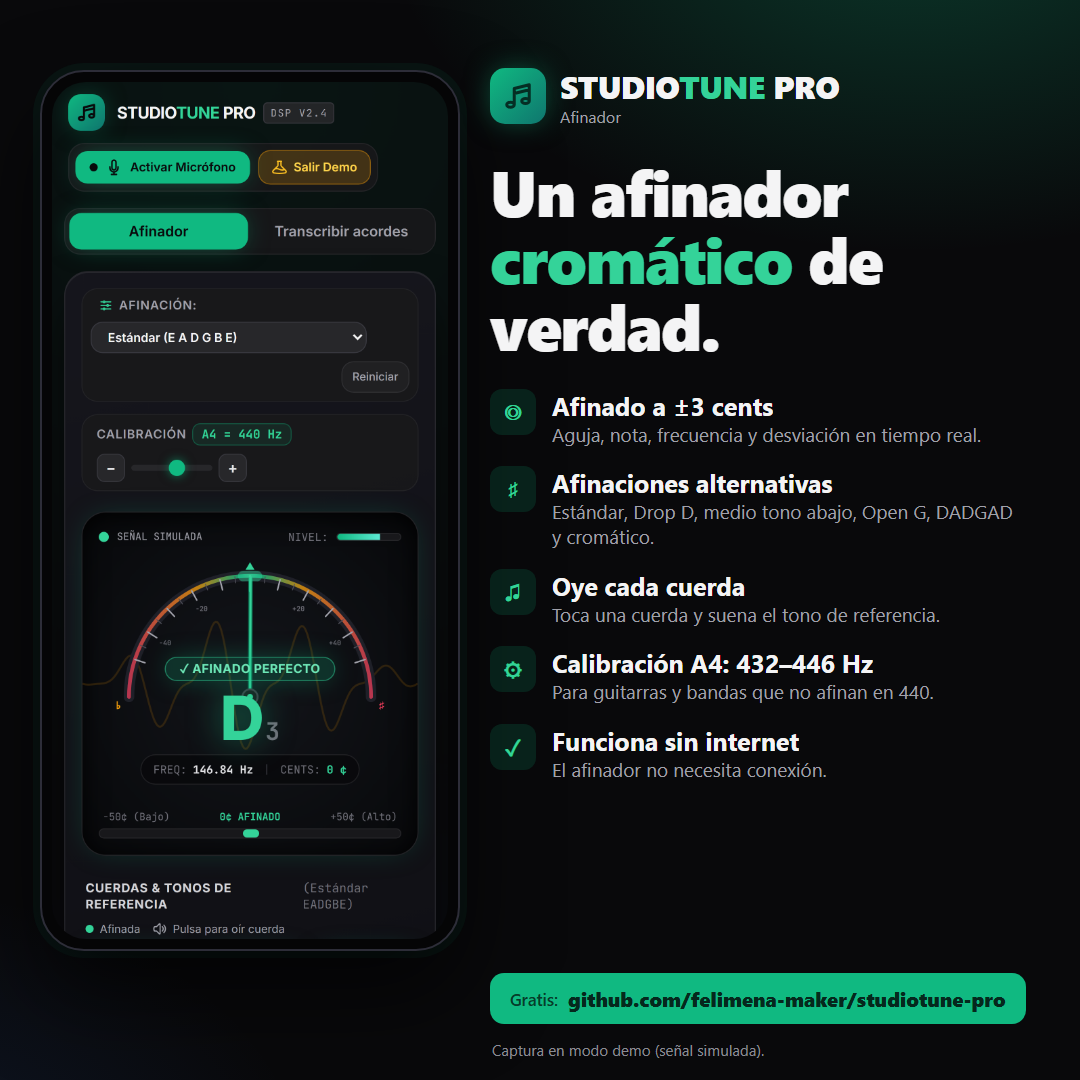 STUDIOTUNE PRO DSP V2.4
Activar Micrófono Salir Demo
Afinador Transcribir acordes
AFINACIÓN:
Estándar (E A D G B E)
Reiniciar
CALIBRACIÓN A4 = 440 Hz
− +
SEÑAL SIMULADA NIVEL:
-20 +20
-40 +40
✓ AFINADO PERFECTO
♭ ♯
D3
FREQ: 146.84 Hz | CENTS: 0 ¢
-50¢ (Bajo) 0¢ AFINADO +50¢ (Alto)
CUERDAS & TONOS DE REFERENCIA (Estándar EADGBE)
Afinada Pulsa para oír cuerda
STUDIOTUNE PRO
Afinador
Un afinador
cromático de
verdad.
Afinado a ±3 cents
Aguja, nota, frecuencia y desviación en tiempo real.
♯
Afinaciones alternativas
Estándar, Drop D, medio tono abajo, Open G, DADGAD
y cromático.
Oye cada cuerda
Toca una cuerda y suena el tono de referencia.
Calibración A4: 432–446 Hz
Para guitarras y bandas que no afinan en 440.
✓
Funciona sin internet
El afinador no necesita conexión.
Gratis: github.com/felimena-maker/studiotune-pro
Captura en modo demo (señal simulada).